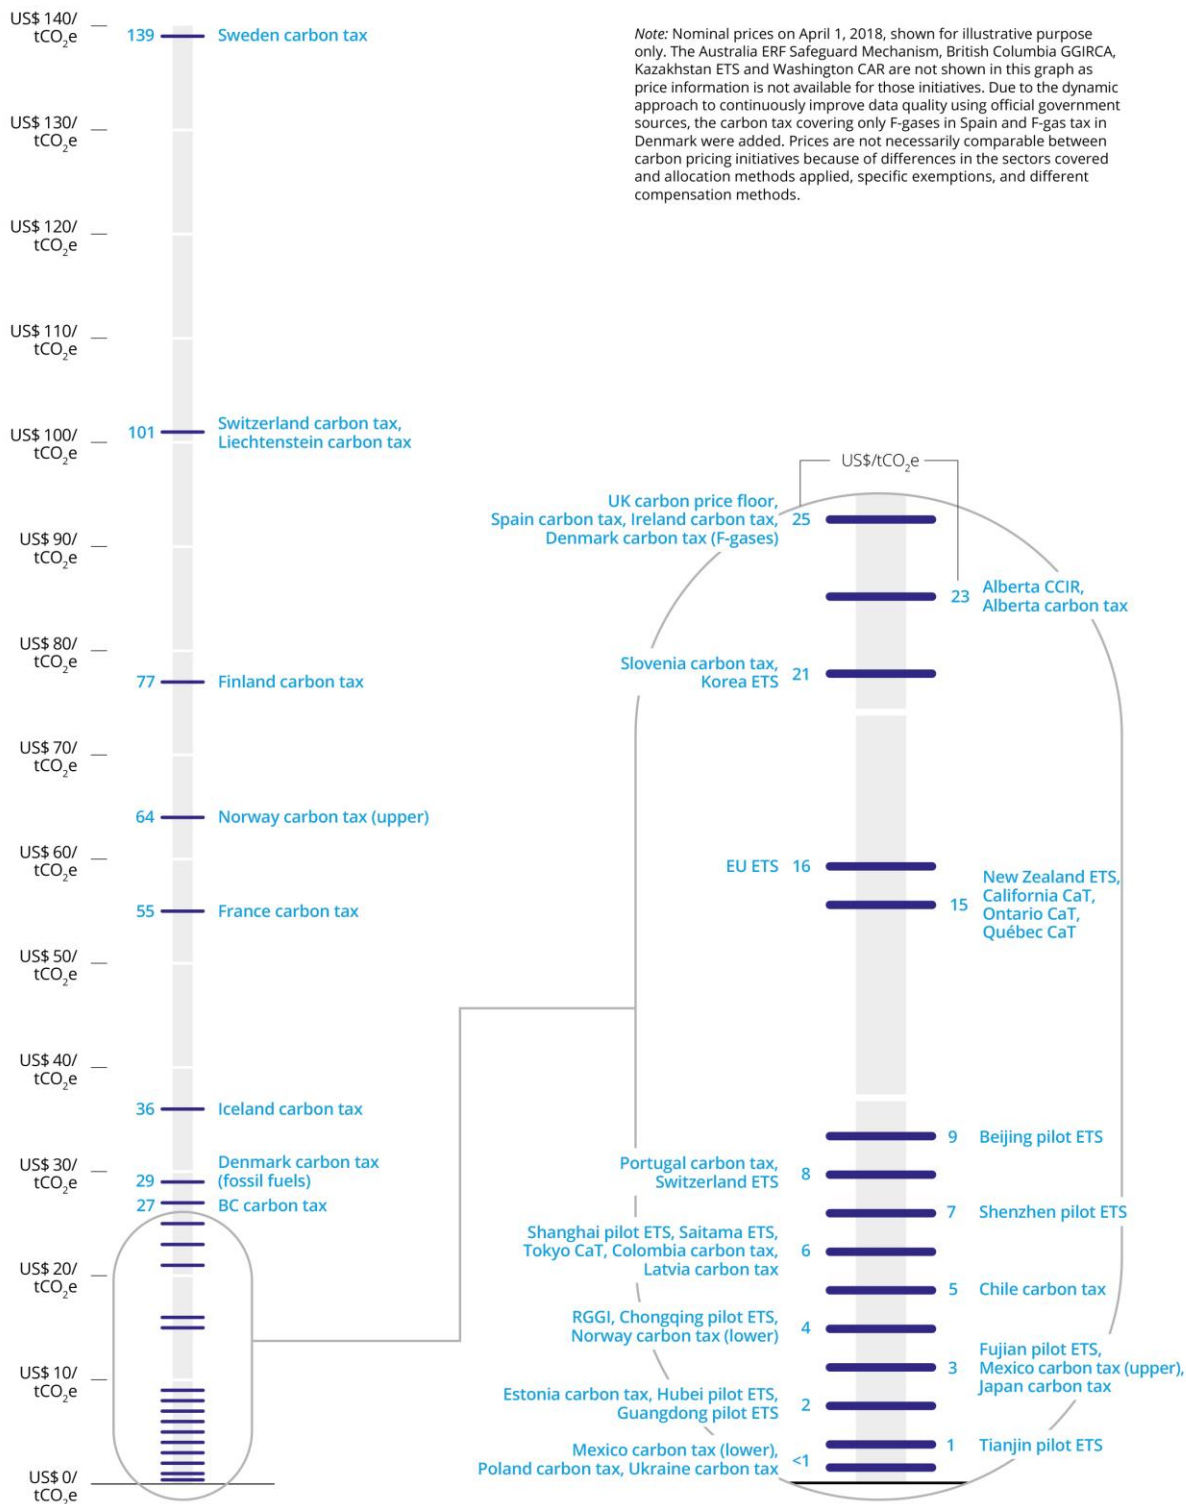 US$ 140/
tCO₂e
139 Sweden carbon tax
US$ 130/
tCO₂e
US$ 120/
tCO₂e
US$ 110/
tCO₂e
101 Switzerland carbon tax,
Liechtenstein carbon tax
US$ 100/
tCO₂e
US$ 90/
tCO₂e
US$ 80/
tCO₂e
77 Finland carbon tax
US$ 70/
tCO₂e
64 Norway carbon tax (upper)
US$ 60/
tCO₂e
55 France carbon tax
US$ 50/
tCO₂e
US$ 40/
tCO₂e
36 Iceland carbon tax
US$ 30/
tCO₂e
29 Denmark carbon tax
(fossil fuels)
27 BC carbon tax
US$ 20/
tCO₂e
US$ 10/
tCO₂e
US$ 0/
tCO₂e
Note: Nominal prices on April 1, 2018, shown for illustrative purpose
only. The Australia ERF Safeguard Mechanism, British Columbia GGIRCA,
Kazakhstan ETS and Washington CAR are not shown in this graph as
price information is not available for those initiatives. Due to the dynamic
approach to continuously improve data quality using official government
sources, the carbon tax covering only F-gases in Spain and F-gas tax in
Denmark were added. Prices are not necessarily comparable between
carbon pricing initiatives because of differences in the sectors covered
and allocation methods applied, specific exemptions, and different
compensation methods.
US$/tCO₂e
UK carbon price floor,
Spain carbon tax, Ireland carbon tax, 25
Denmark carbon tax (F-gases)
23 Alberta CCIR,
Alberta carbon tax
Slovenia carbon tax, 21
Korea ETS
EU ETS 16
15 New Zealand ETS,
California CaT,
Ontario CaT,
Québec CaT
9 Beijing pilot ETS
Portugal carbon tax, 8
Switzerland ETS
7 Shenzhen pilot ETS
Shanghai pilot ETS, Saitama ETS,
Tokyo CaT, Colombia carbon tax, 6
Latvia carbon tax
5 Chile carbon tax
RGGI, Chongqing pilot ETS, 4
Norway carbon tax (lower)
Fujian pilot ETS,
3 Mexico carbon tax (upper),
Japan carbon tax
Estonia carbon tax, Hubei pilot ETS, 2
Guangdong pilot ETS
1 Tianjin pilot ETS
Mexico carbon tax (lower), <1
Poland carbon tax, Ukraine carbon tax